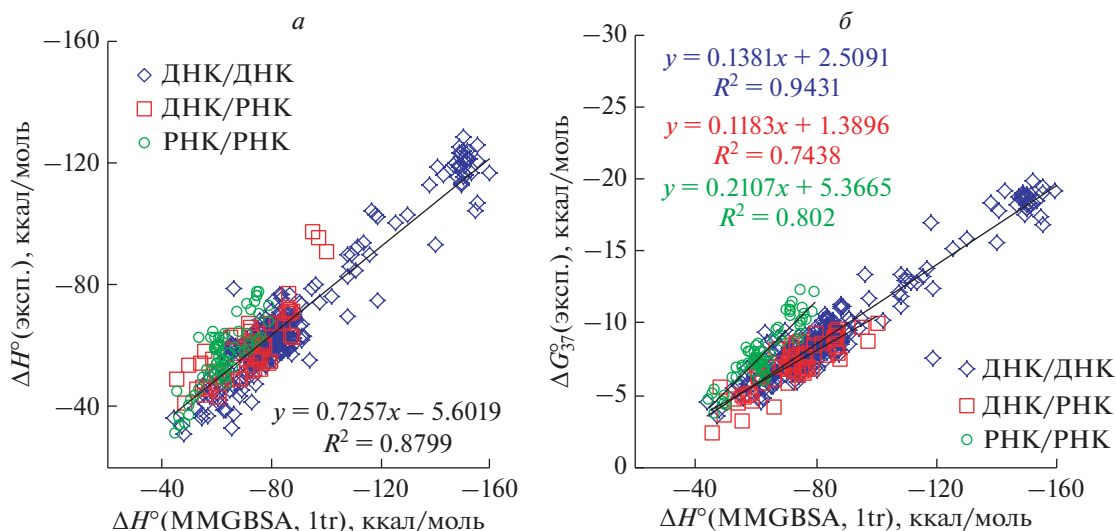 а
−160
−120
−80
−40
ΔH°(эксп.), ккал/моль
ДНК/ДНК
ДНК/РНК
РНК/РНК
y = 0.7257x − 5.6019
R² = 0.8799
−40
−80
−120
−160
ΔH°(MMGBSA, 1tr), ккал/моль
б
−30
−25
−20
−15
−10
−5
0
ΔG°37(эксп.), ккал/моль
y = 0.1381x + 2.5091
R² = 0.9431
y = 0.1183x + 1.3896
R² = 0.7438
y = 0.2107x + 5.3665
R² = 0.802
ДНК/ДНК
ДНК/РНК
РНК/РНК
−40
−80
−120
−160
ΔH°(MMGBSA, 1tr), ккал/моль